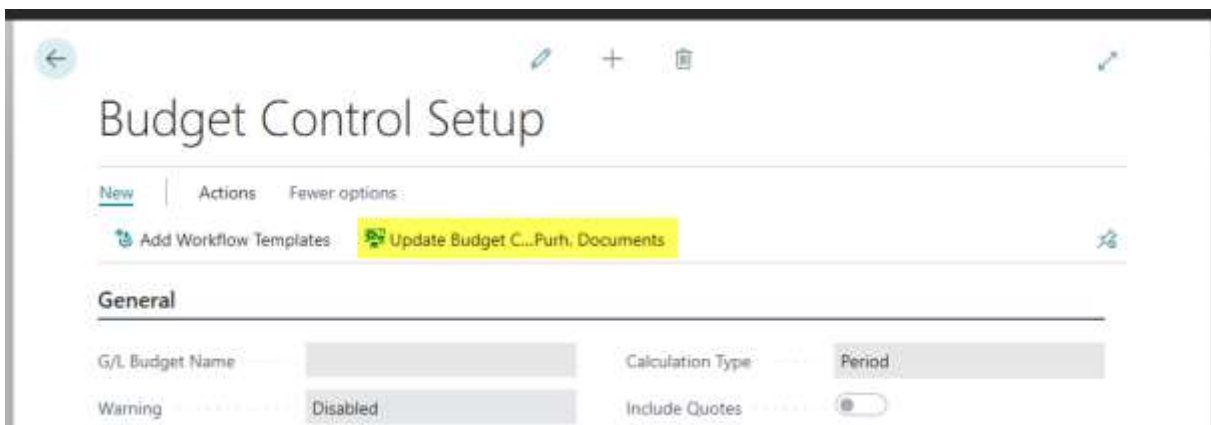 Budget Control Setup
New Actions Fewer options
Add Workflow Templates Update Budget C...Purh. Documents
General
G/L Budget Name Calculation Type Period
Warning Disabled Include Quotes